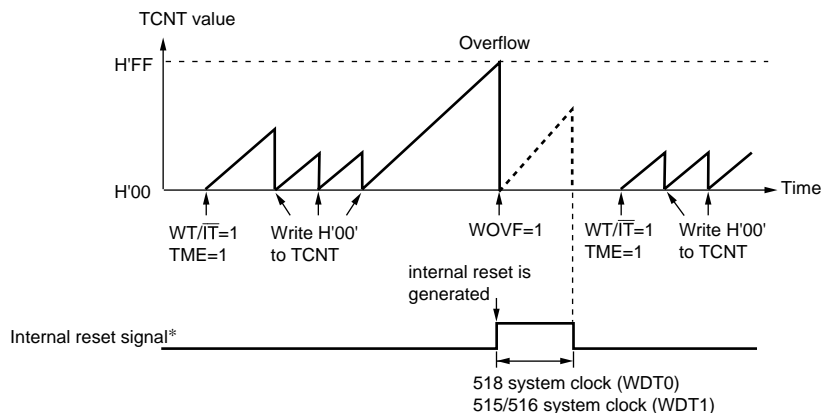 TCNT value
Overflow
H'FF
H'00
Time
WT/IT=1
TME=1
Write H'00'
to TCNT
WOVF=1
WT/IT=1
TME=1
Write H'00'
to TCNT
internal reset is
generated
Internal reset signal*
518 system clock (WDT0)
515/516 system clock (WDT1)